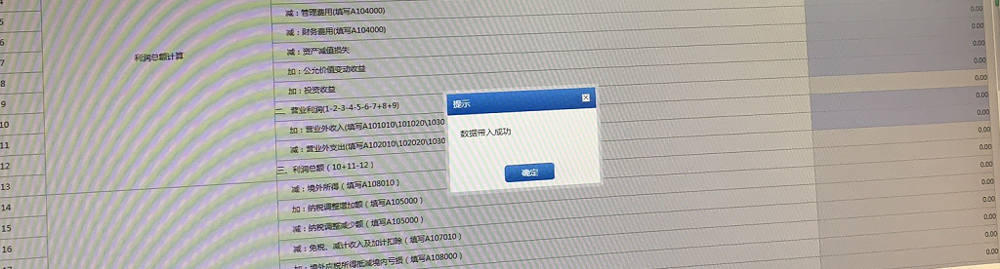 减：管理费用(填写A104000)
0.00
5
减：财务费用(填写A104000)
0.00
6
利润总额计算
减：资产减值损失
0.00
7
加：公允价值变动收益
0.00
8
加：投资收益
0.00
9
二、营业利润(1-2-3-4-5-6-7+8+9)
0.00
10
加：营业外收入(填写A101010\101020\1030
0.00
11
减：营业外支出(填写A102010\102020\1030
0.00
12
三、利润总额（10+11-12）
0.00
13
减：境外所得（填写A108010）
0.00
14
加：纳税调整增加额（填写A105000）
0.00
15
减：纳税调整减少额（填写A105000）
0.00
16
减：免税、减计收入及加计扣除（填写A107010）
0.00
加：境外应税所得抵减境内亏损（填写A108000）
0.00
提示
数据带入成功
确定